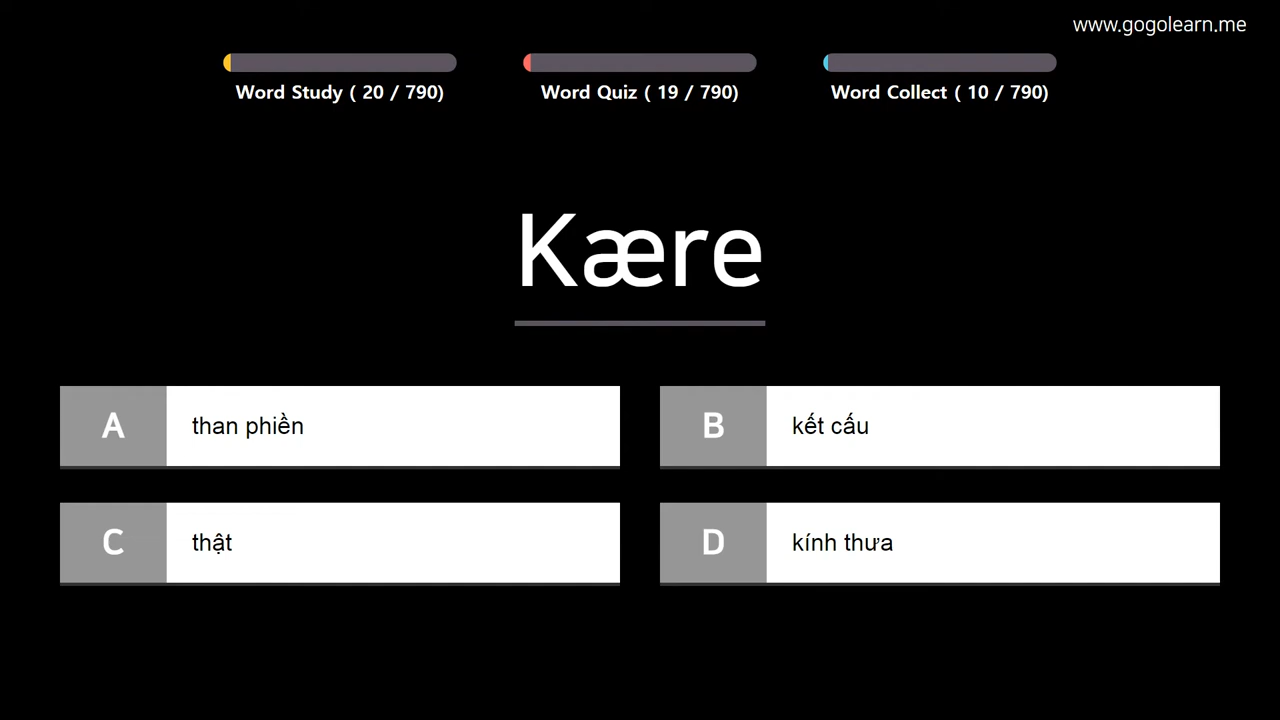 www.gogolearn.me
Word Study ( 20 / 790)
Word Quiz ( 19 / 790)
Word Collect ( 10 / 790)
Kære
A than phiền
B kết cấu
C thật
D kính thưa